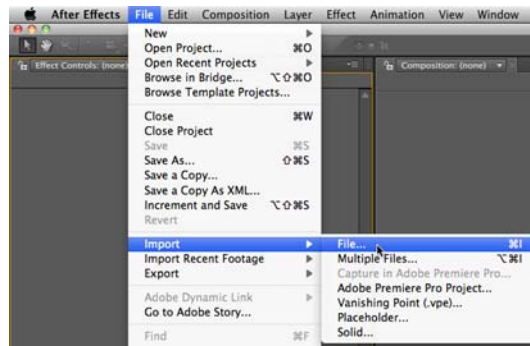 After Effects File Edit Composition Layer Effect Animation View Window
Effect Controls: (none)
Composition: (none)
New
Open Project... ⌘O
Open Recent Projects
Browse in Bridge... ⌥⇧⌘O
Browse Template Projects...
Close ⌘W
Close Project
Save ⌘S
Save As... ⇧⌘S
Save a Copy...
Save a Copy As XML...
Increment and Save ⌥⇧⌘S
Revert
Import
Import Recent Footage
Export
Adobe Dynamic Link
Go to Adobe Story...
Find ⌘F
File... ⌘I
Multiple Files... ⌥⌘I
Capture in Adobe Premiere Pro...
Adobe Premiere Pro Project...
Vanishing Point (.vpe)...
Placeholder...
Solid...